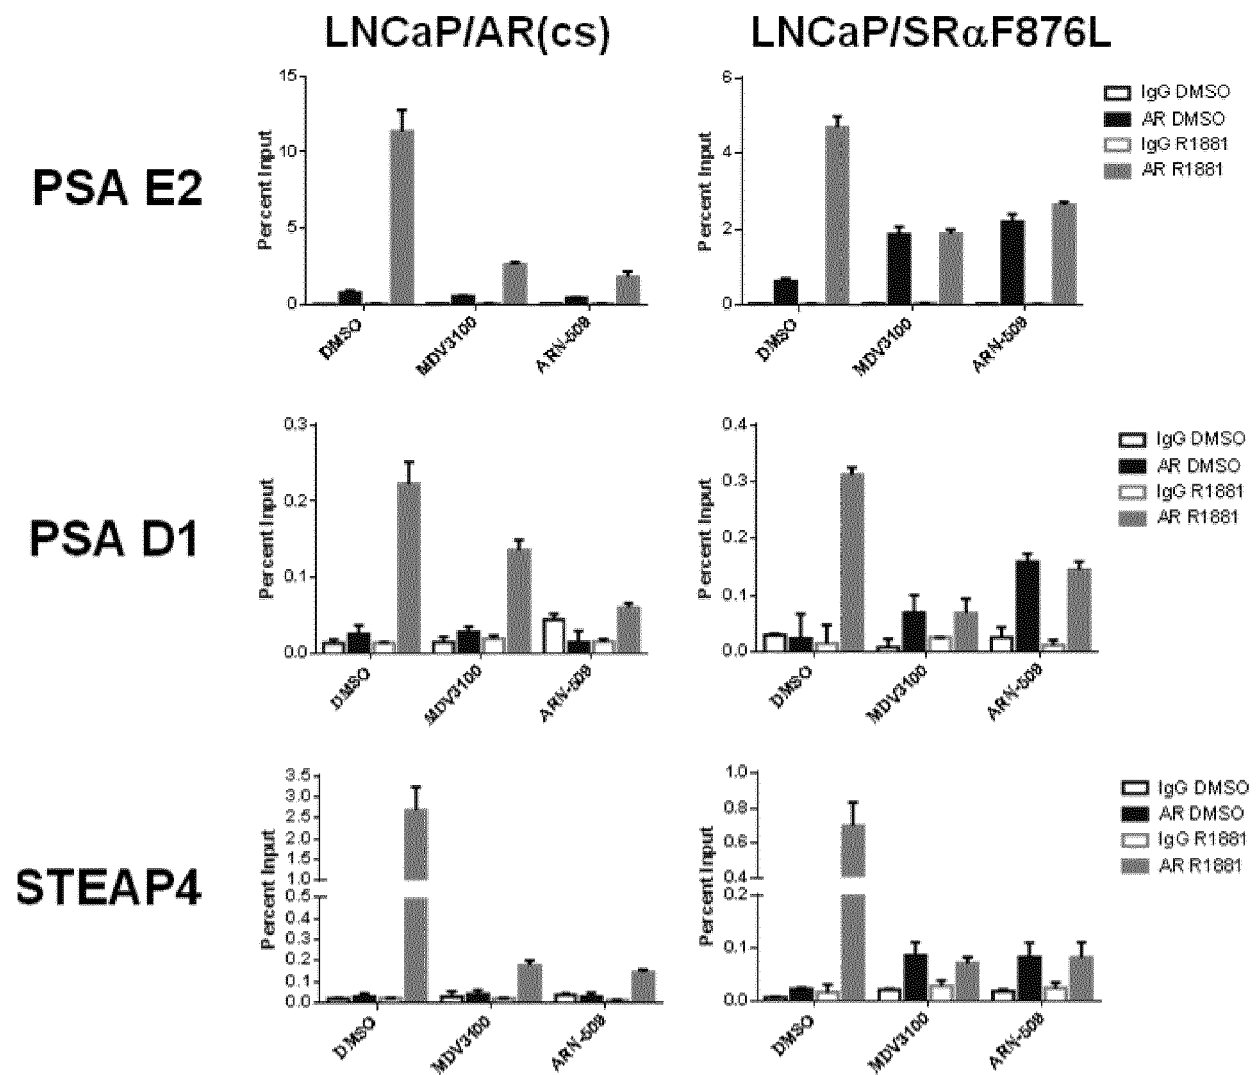 LNCaP/AR(cs)
LNCaP/SRαF876L
PSA E2
Percent Input
15
10
5
0
DMSO
MDV3100
ARN-509
Percent Input
6
4
2
0
DMSO
MDV3100
ARN-509
IgG DMSO
AR DMSO
IgG R1881
AR R1881
PSA D1
Percent Input
0.3
0.2
0.1
0.0
DMSO
MDV3100
ARN-509
Percent Input
0.4
0.3
0.2
0.1
0.0
DMSO
MDV3100
ARN-509
IgG DMSO
AR DMSO
IgG R1881
AR R1881
STEAP4
Percent Input
3.5
3.0
2.5
2.0
1.5
1.0
0.5
0.4
0.3
0.2
0.1
0.0
DMSO
MDV3100
ARN-509
Percent Input
1.0
0.8
0.6
0.4
0.2
0.1
0.0
DMSO
MDV3100
ARN-509
IgG DMSO
AR DMSO
IgG R1881
AR R1881